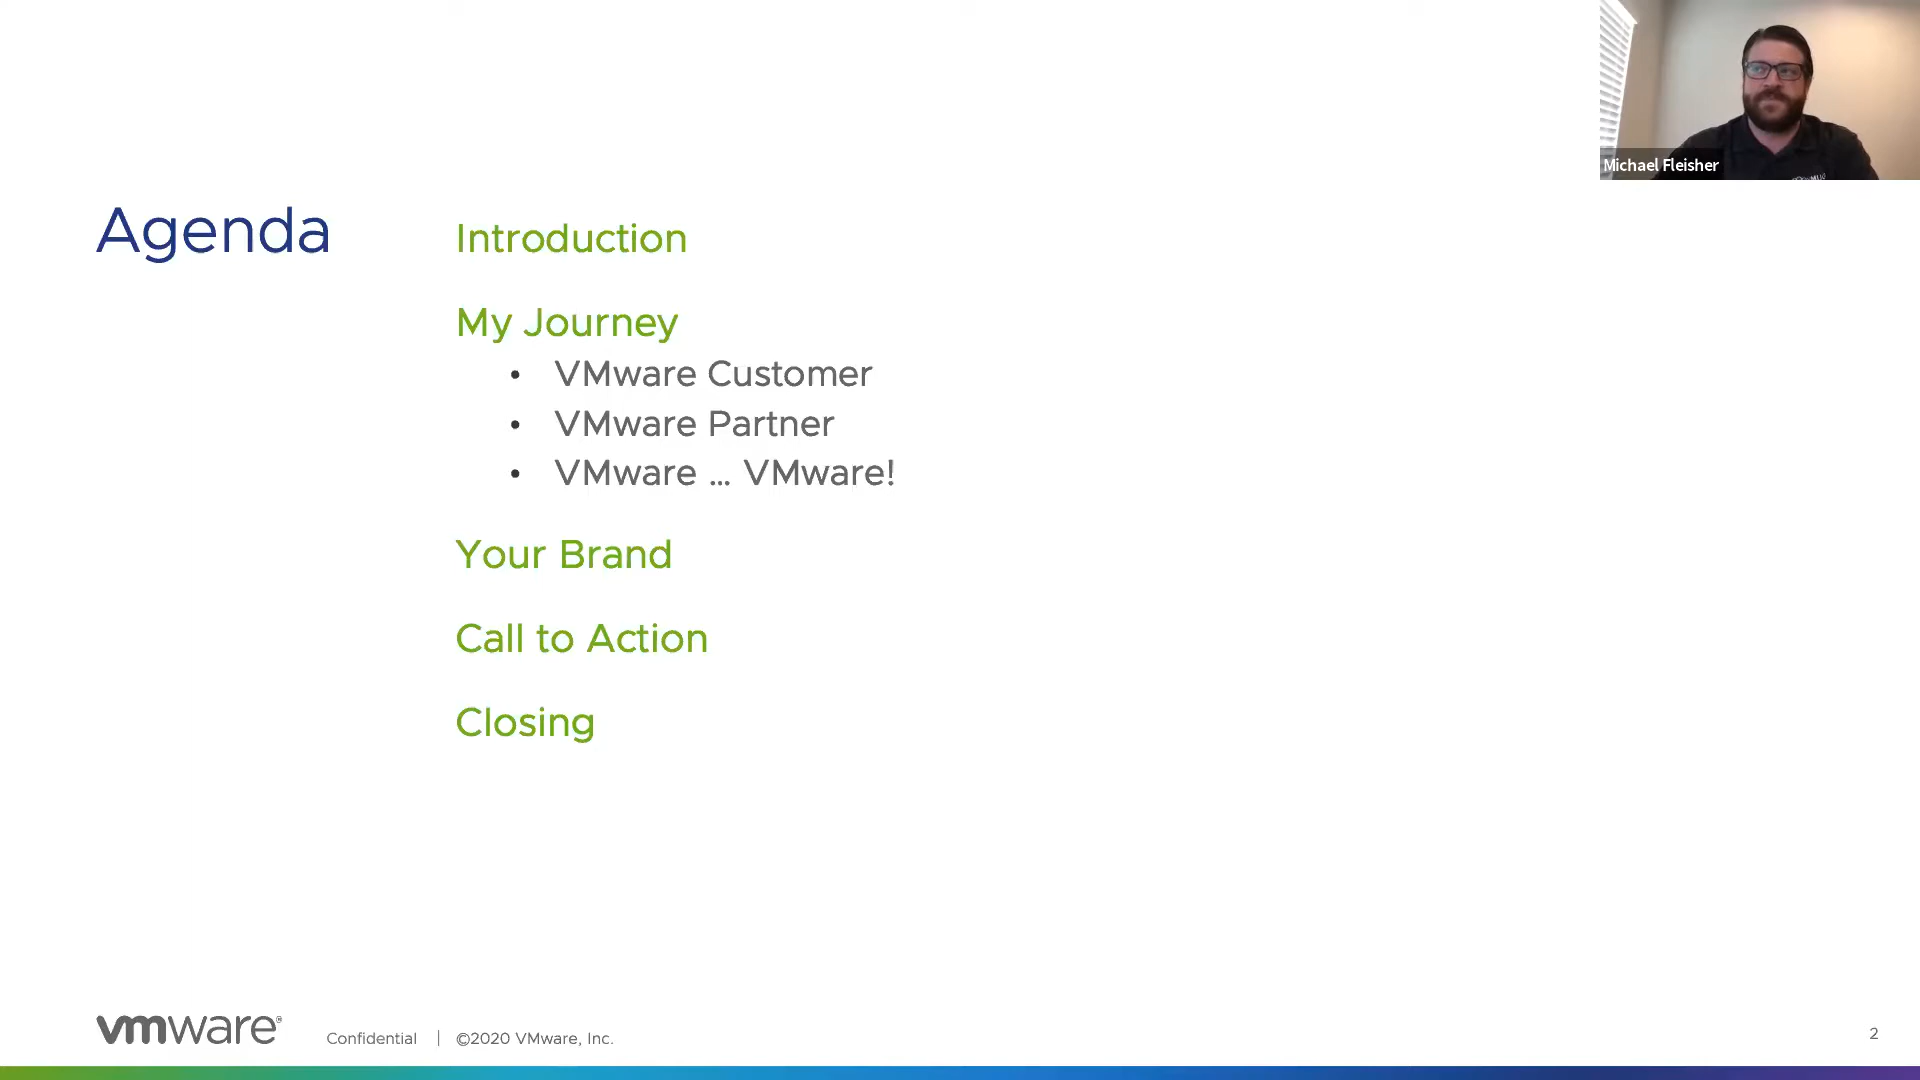 Michael Fleisher
Agenda
Introduction
My Journey
• VMware Customer
• VMware Partner
• VMware ... VMware!
Your Brand
Call to Action
Closing
vmware®
Confidential | ©2020 VMware, Inc.
2